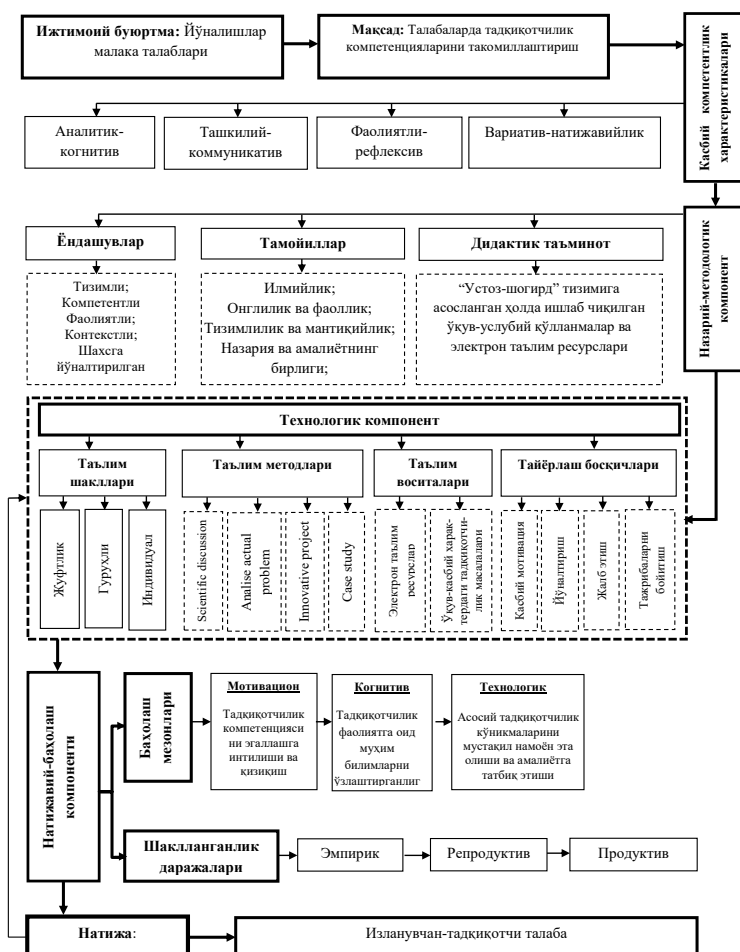 Ижтимоий буюртма: Йўналишлар
малака талаблари
Мақсад: Талабаларда тадқиқотчилик
компетенцияларини такомиллаштириш
Касбий компетентлик
характеристикалари
Аналитик-
когнитив
Ташкилий-
коммуникатив
Фаолиятли-
рефлексив
Вариатив-натижавийлик
Назарий-методологик
компонент
Ёндашувлар
Тамойиллар
Дидактик таъминот
Тизимли;
Компетентли
Фаолиятли;
Контекстли;
Шахсга
йўналтирилган
Илмийлик;
Онглилик ва фаоллик;
Тизимлилик ва мантиқийлик;
Назария ва амалиётнинг
бирлиги;
“Устоз-шогирд” тизимига
асосланган ҳолда ишлаб чиқилган
ўқув-услубий қўлланмалар ва
электрон таълим ресурслари
Технологик компонент
Таълим
шакллари
Таълим методлари
Таълим
воситалари
Тайёрлаш босқичлари
Жуфтлик
Гурухли
Индивидуал
Scientific discussion
Analise actual
problem
Innovative project
Case study
Электрон таълим
ресурслар
Ўқув-касбий харак-
тердаги тадқиқотчи-
лик масалалари
Касбий мотивация
Йўналтириш
Жалб этиш
Тажрибаларни
бойитиш
Натижавий-баҳолаш
компоненти
Баҳолаш
мезонлари
Мотивацион
Тадқиқотчилик
компетенцияси
ни эгаллашга
интилиши ва
қизиқиш
Когнитив
Тадқиқотчилик
фаолиятга оид
муҳим
билимларни
ўзлаштирганлиг
Технологик
Асосий тадқиқотчилик
кўникмаларини
мустақил намоён эта
олиши ва амалиётга
татбиқ этиши
Шаклланганлик
даражалари
Эмпирик
Репродуктив
Продуктив
Натижа:
Изланувчан-тадқиқотчи талаба